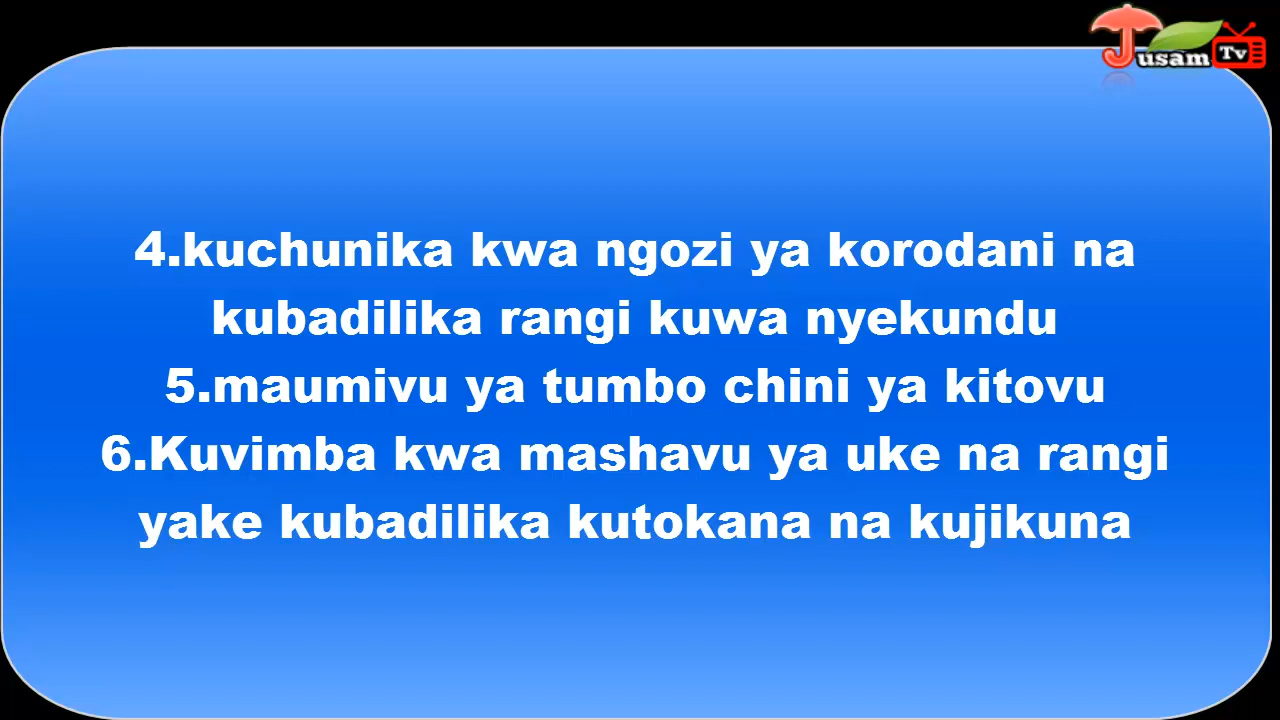 Jusam Tv
4.kuchunika kwa ngozi ya korodani na
kubadilika rangi kuwa nyekundu
5.maumivu ya tumbo chini ya kitovu
6.Kuvimba kwa mashavu ya uke na rangi
yake kubadilika kutokana na kujikuna